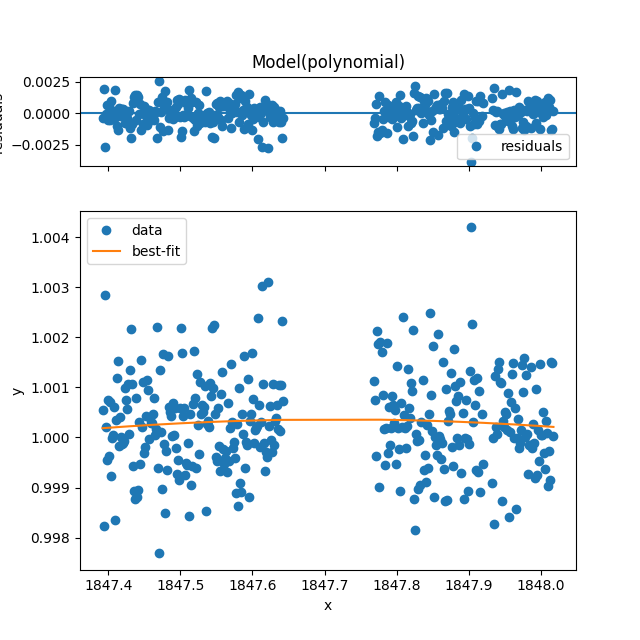 Model(polynomial)
0.0025
0.0000
−0.0025
residuals
residuals
1.004
1.003
1.002
1.001
1.000
0.999
0.998
y
data
best-fit
1847.4
1847.5
1847.6
1847.7
1847.8
1847.9
1848.0
x